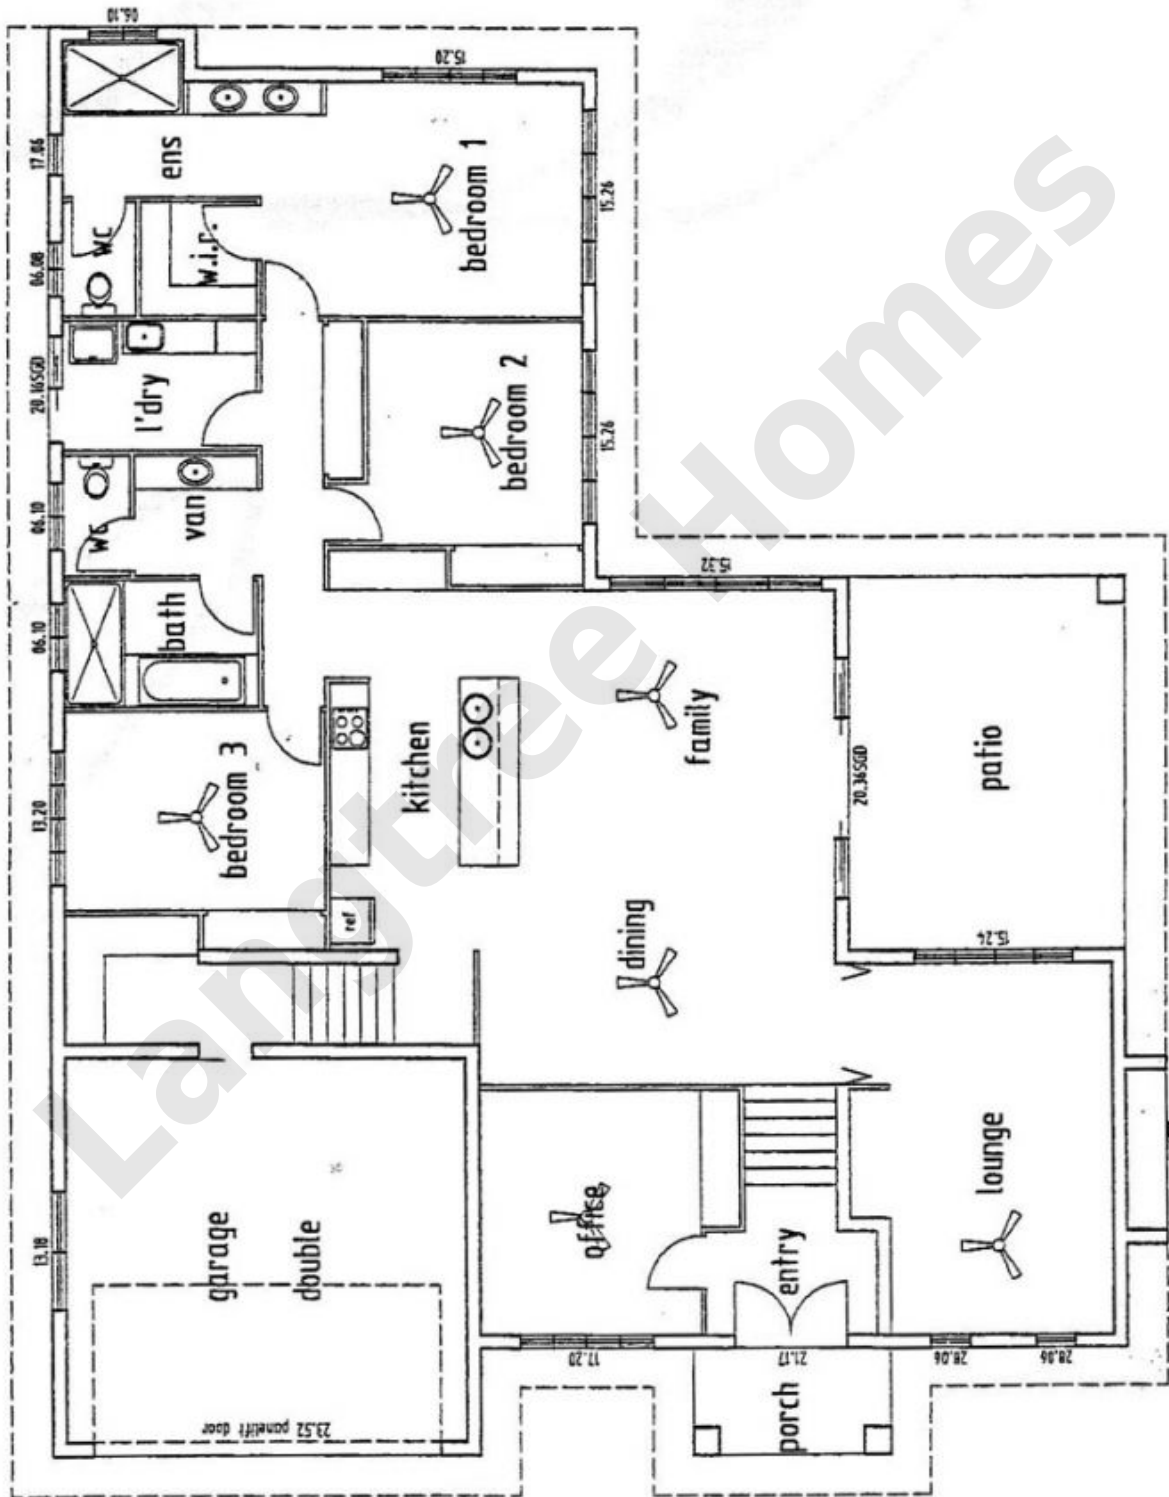 06.10
15.20
17.06
ens
bedroom 1
15.26
wc
w.i.r.
06.08
20.16SGD
l'dry
bedroom 2
15.26
wc
van
06.10
15.32
bath
06.10
kitchen
family
bedroom 3
13.20
20.36SGD
patio
ref
dining
15.24
13.18
garage
double
office
entry
lounge
23.52 panelift door
17.20
21.17
28.06
28.06
porch
Langtree Homes